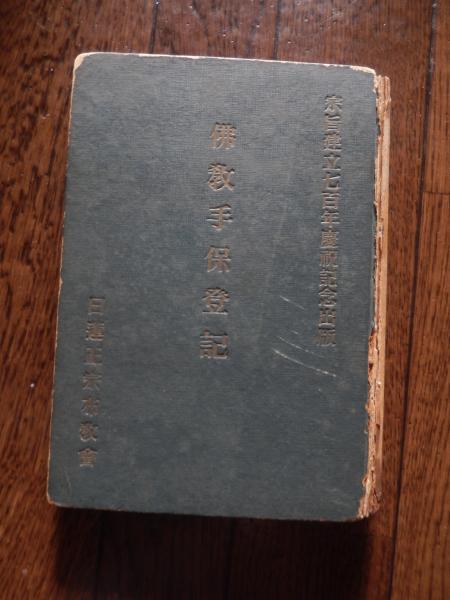 宗旨建立七百年慶祝記念出版
佛教手保登記
日蓮正宗布教會